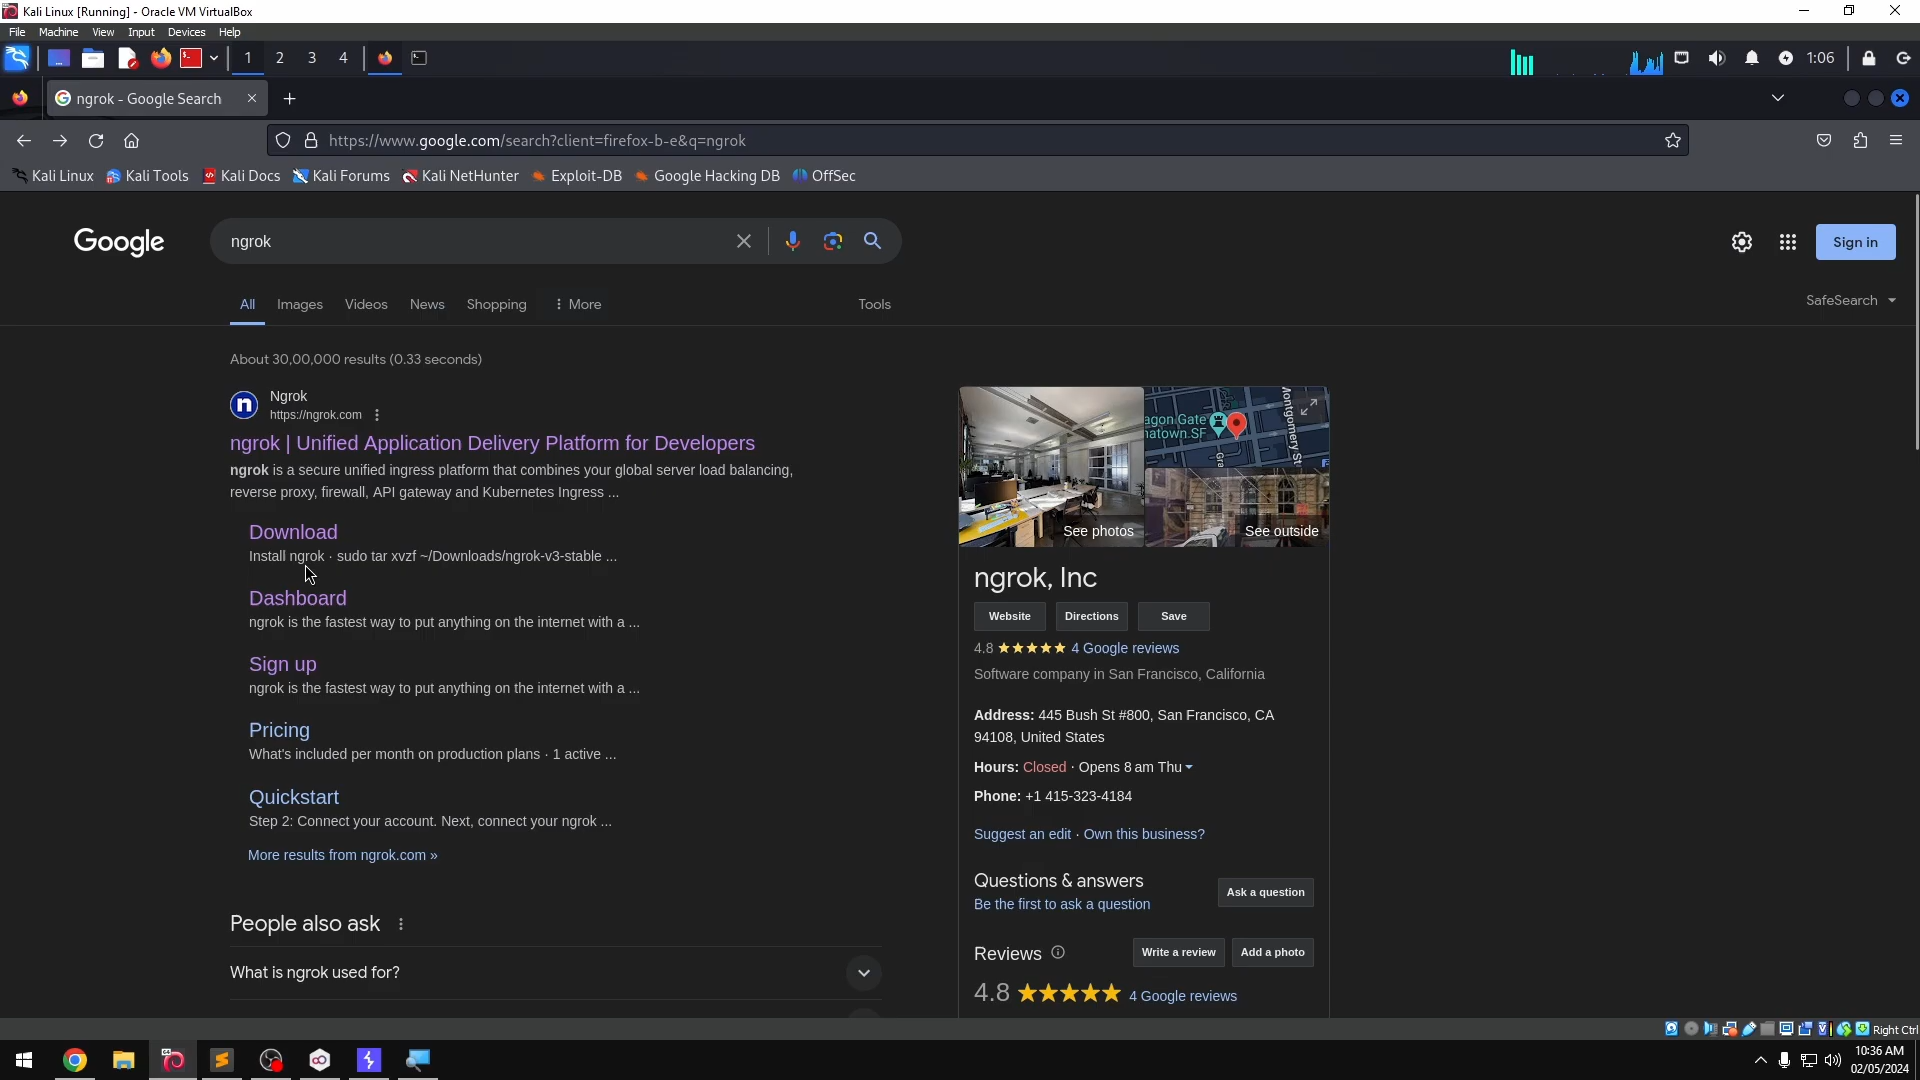 Kali Linux [Running] - Oracle VM VirtualBox
File Machine View Input Devices Help
1 2 3 4
1:06
ngrok - Google Search
https://www.google.com/search?client=firefox-b-e&q=ngrok
Kali Linux Kali Tools Kali Docs Kali Forums Kali NetHunter Exploit-DB Google Hacking DB OffSec
Google
ngrok
Sign in
All Images Videos News Shopping More Tools
SafeSearch
About 30,00,000 results (0.33 seconds)
n
Ngrok
https://ngrok.com
ngrok | Unified Application Delivery Platform for Developers
ngrok is a secure unified ingress platform that combines your global server load balancing,
reverse proxy, firewall, API gateway and Kubernetes Ingress ...
Download
Install ngrok · sudo tar xvzf ~/Downloads/ngrok-v3-stable ...
Dashboard
ngrok is the fastest way to put anything on the internet with a ...
Sign up
ngrok is the fastest way to put anything on the internet with a ...
Pricing
What's included per month on production plans · 1 active ...
Quickstart
Step 2: Connect your account. Next, connect your ngrok ...
More results from ngrok.com »
People also ask
What is ngrok used for?
See photos
agon Gate
natown.SF
Montgomery St
Gra
See outside
ngrok, Inc
Website Directions Save
4.8 4 Google reviews
Software company in San Francisco, California
Address: 445 Bush St #800, San Francisco, CA
94108, United States
Hours: Closed · Opens 8 am Thu
Phone: +1 415-323-4184
Suggest an edit · Own this business?
Questions & answers
Be the first to ask a question
Ask a question
Reviews
Write a review Add a photo
4.8 4 Google reviews
Right Ctrl
10:36 AM
02/05/2024